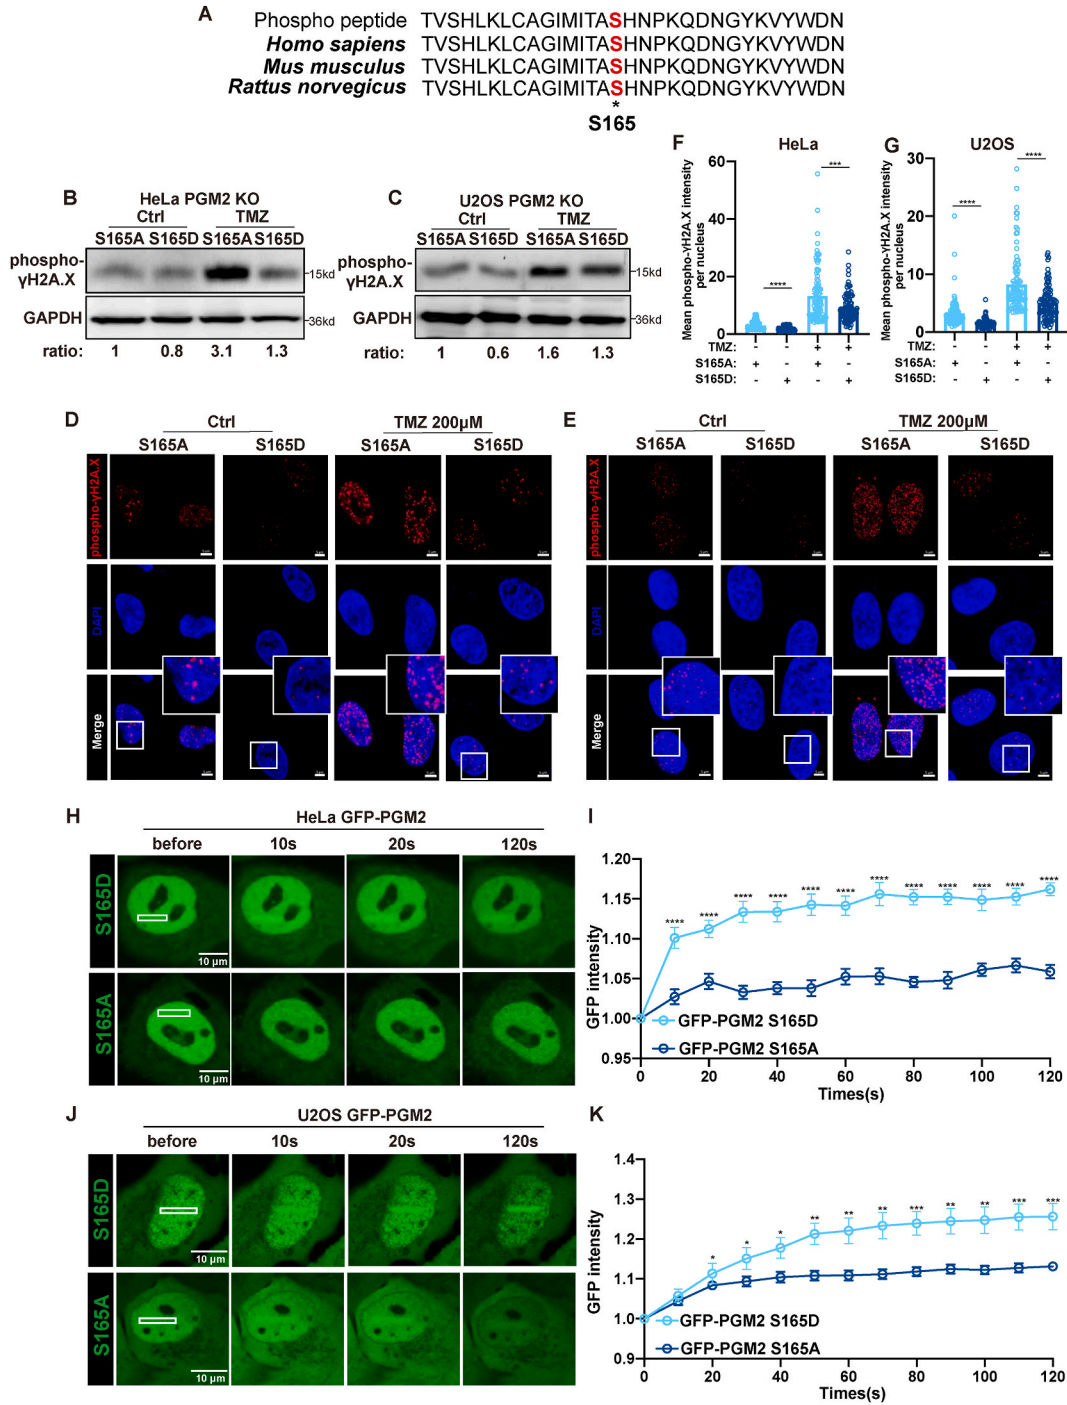 A
Phospho peptide TVSHLKLCAGIMITASHNPKQDNGYKVYWDN
Homo sapiens TVSHLKLCAGIMITASHNPKQDNGYKVYWDN
Mus musculus TVSHLKLCAGIMITASHNPKQDNGYKVYWDN
Rattus norvegicus TVSHLKLCAGIMITASHNPKQDNGYKVYWDN
*
S165
B
HeLa PGM2 KO
Ctrl TMZ
S165A S165D S165A S165D
phospho-γH2A.X
15kd
GAPDH
36kd
ratio: 1 0.8 3.1 1.3
C
U2OS PGM2 KO
Ctrl TMZ
S165A S165D S165A S165D
phospho-γH2A.X
15kd
GAPDH
36kd
ratio: 1 0.6 1.6 1.3
F
HeLa
Mean phospho-γH2A.X intensity
per nucleus
60
40
20
0
****
***
TMZ: - - + +
S165A: + - + -
S165D: - + - +
G
U2OS
Mean phospho-γH2A.X intensity
per nucleus
30
20
10
0
****
****
TMZ: - - + +
S165A: + - + -
S165D: - + - +
D
Ctrl TMZ 200μM
S165A S165D S165A S165D
phospho-γH2A.X
DAPI
Merge
E
Ctrl TMZ 200μM
S165A S165D S165A S165D
phospho-γH2A.X
DAPI
Merge
H
HeLa GFP-PGM2
before 10s 20s 120s
S165D
10 μm
S165A
10 μm
I
GFP intensity
1.20
1.15
1.10
1.05
1.00
0.95
**** **** **** **** **** **** **** **** **** **** **** ****
GFP-PGM2 S165D
GFP-PGM2 S165A
0 20 40 60 80 100 120
Times(s)
J
U2OS GFP-PGM2
before 10s 20s 120s
S165D
10 μm
S165A
10 μm
K
GFP intensity
1.4
1.3
1.2
1.1
1.0
0.9
* * * ** ** ** *** ** ** *** ***
GFP-PGM2 S165D
GFP-PGM2 S165A
0 20 40 60 80 100 120
Times(s)